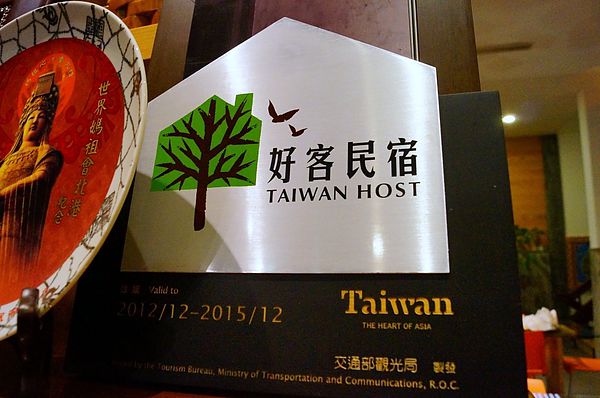 世界媽祖會北港
紀念
好客民宿
TAIWAN HOST
Valid to
2012/12-2015/12
Taiwan
THE HEART OF ASIA
交通部觀光局 製發
by the Tourism Bureau, Ministry of Transportation and Communications, R.O.C.